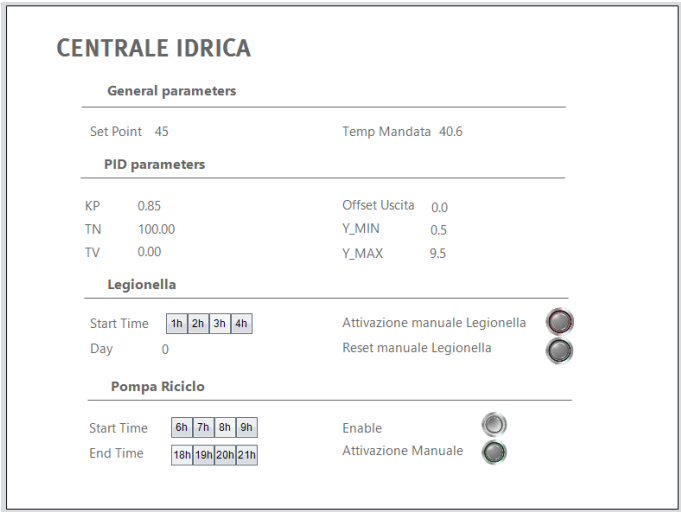 CENTRALE IDRICA
General parameters
Set Point 45 Temp Mandata 40.6
PID parameters
KP 0.85 Offset Uscita 0.0
TN 100.00 Y_MIN 0.5
TV 0.00 Y_MAX 9.5
Legionella
Start Time 1h 2h 3h 4h Attivazione manuale Legionella
Day 0 Reset manuale Legionella
Pompa Riciclo
Start Time 6h 7h 8h 9h Enable
End Time 18h 19h 20h 21h Attivazione Manuale